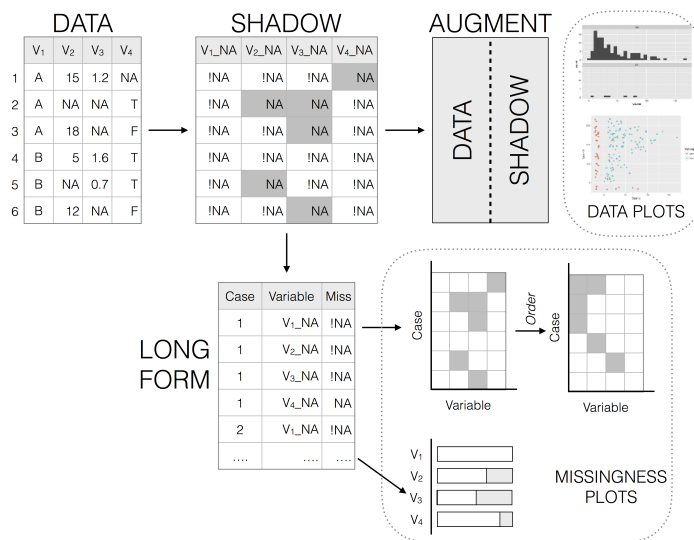 DATA
SHADOW
AUGMENT
V1 V2 V3 V4
1 A 15 1.2 NA
2 A NA NA T
3 A 18 NA F
4 B 5 1.6 T
5 B NA 0.7 T
6 B 12 NA F
V1_NA V2_NA V3_NA V4_NA
!NA !NA !NA NA
!NA NA NA !NA
!NA !NA NA !NA
!NA !NA !NA !NA
!NA NA !NA !NA
!NA !NA NA !NA
DATA
SHADOW
DATA PLOTS
LONG
FORM
Case Variable Miss
1 V1_NA !NA
1 V2_NA !NA
1 V3_NA !NA
1 V4_NA NA
2 V1_NA !NA
.... .... ....
Case
Variable
Order
Case
Variable
V1
V2
V3
V4
MISSINGNESS
PLOTS